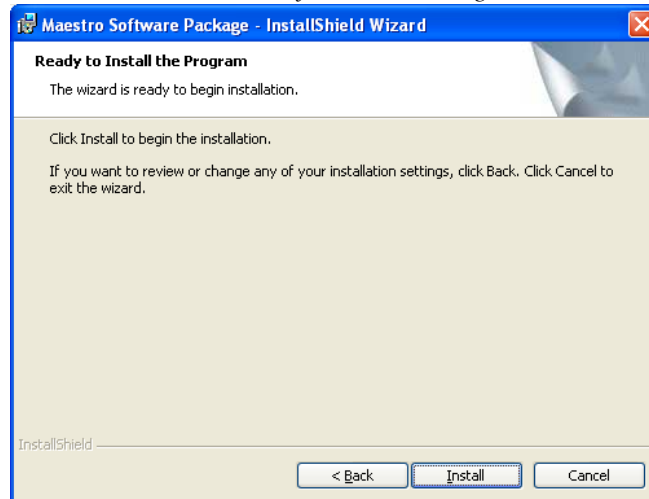 Maestro Software Package - InstallShield Wizard
Ready to Install the Program
The wizard is ready to begin installation.
Click Install to begin the installation.
If you want to review or change any of your installation settings, click Back. Click Cancel to
exit the wizard.
InstallShield
< Back Install Cancel